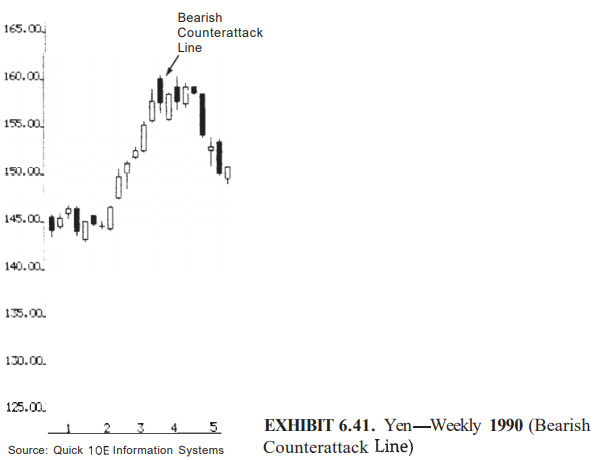 Bearish
Counterattack
Line
165.00
160.00
155.00
150.00
145.00
140.00
135.00
130.00
125.00
1 2 3 4 5
Source: Quick 10E Information Systems
EXHIBIT 6.41. Yen—Weekly 1990 (Bearish
Counterattack Line)